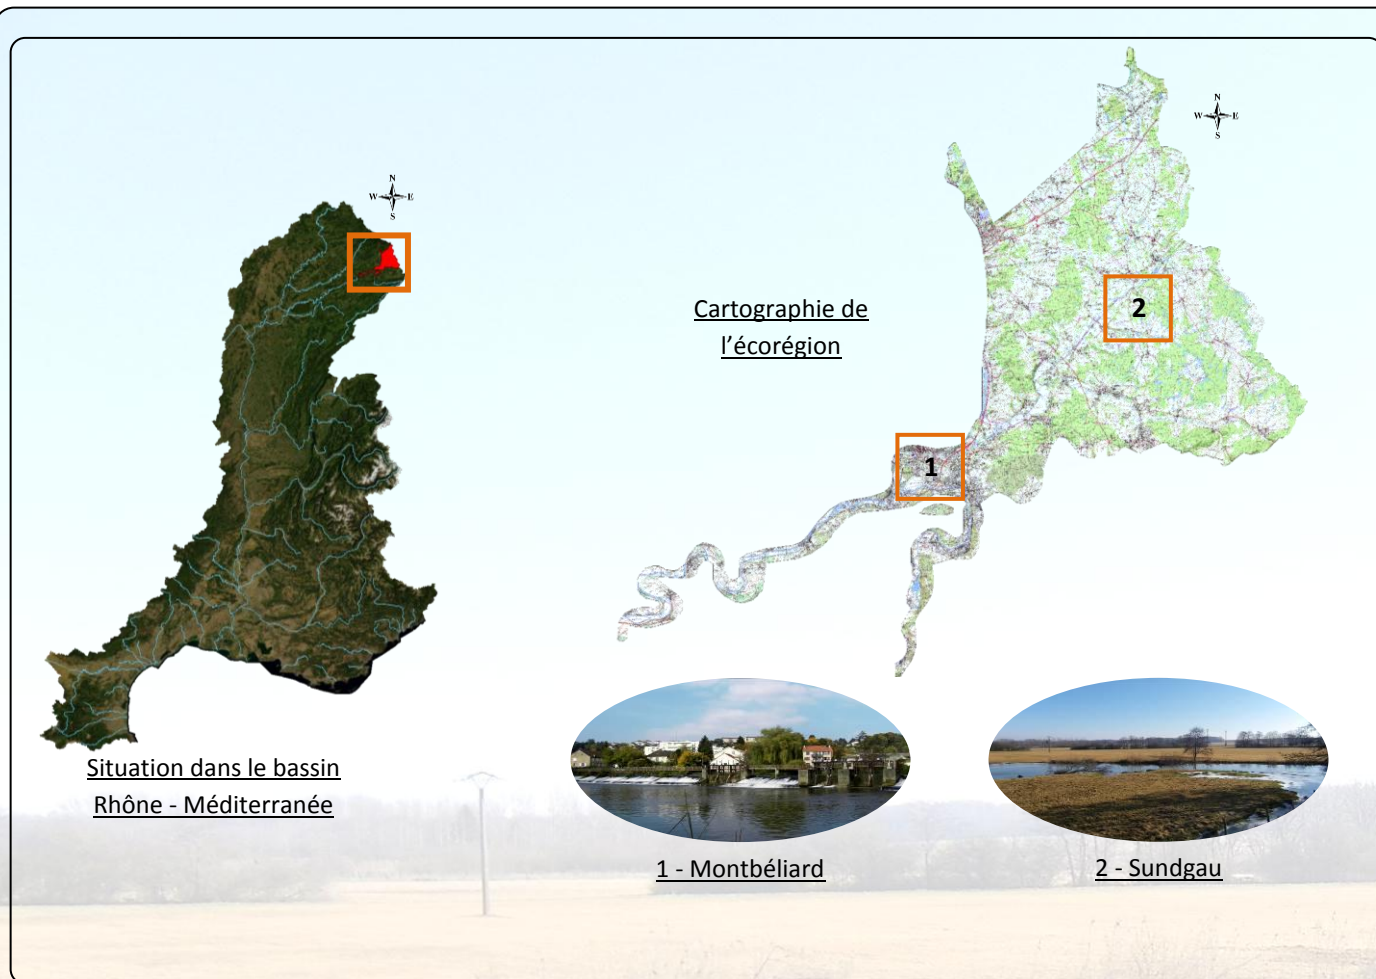 N
W E
S
N
W E
S
Cartographie de
l'écorégion
2
1
Situation dans le bassin
Rhône - Méditerranée
1 - Montbéliard
2 - Sundgau